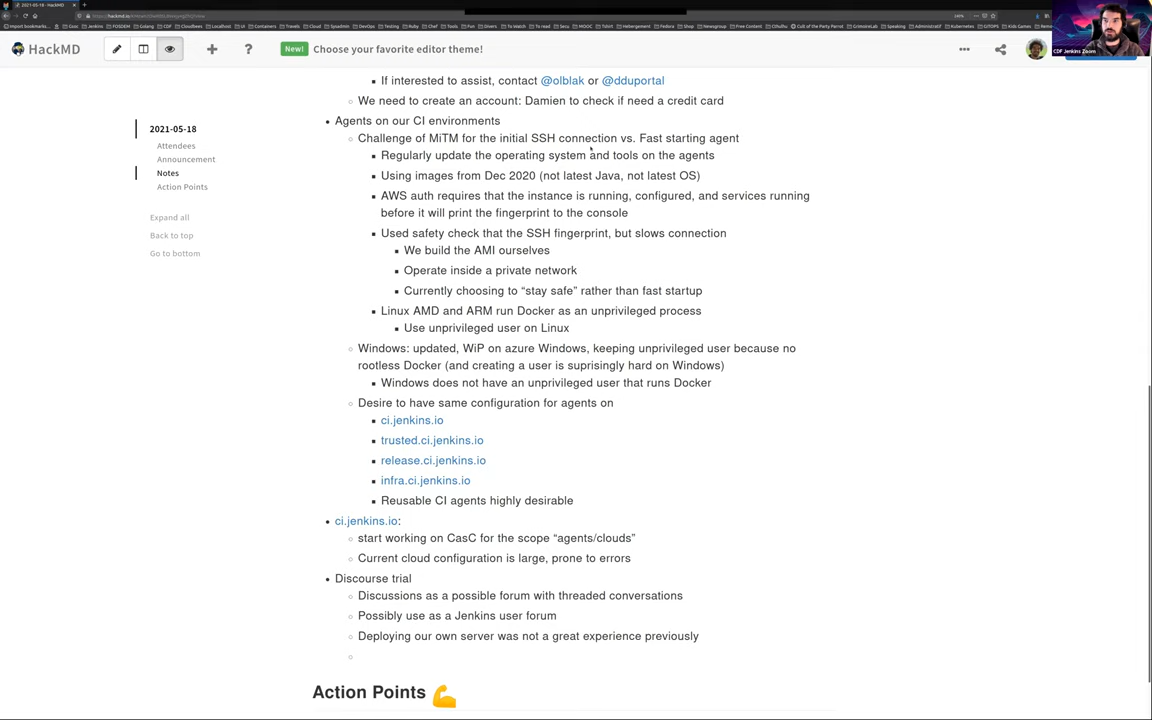 2021-05-18 - HackMD
HackMD
New!
Choose your favorite editor theme!
CDF Jenkins Zoom
2021-05-18
Attendees
Announcement
Notes
Action Points
Expand all
Back to top
Go to bottom
If interested to assist, contact @olblak or @dduportal
We need to create an account: Damien to check if need a credit card
Agents on our CI environments
Challenge of MiTM for the initial SSH connection vs. Fast starting agent
Regularly update the operating system and tools on the agents
Using images from Dec 2020 (not latest Java, not latest OS)
AWS auth requires that the instance is running, configured, and services running
before it will print the fingerprint to the console
Used safety check that the SSH fingerprint, but slows connection
We build the AMI ourselves
Operate inside a private network
Currently choosing to “stay safe” rather than fast startup
Linux AMD and ARM run Docker as an unprivileged process
Use unprivileged user on Linux
Windows: updated, WiP on azure Windows, keeping unprivileged user because no
rootless Docker (and creating a user is suprisingly hard on Windows)
Windows does not have an unprivileged user that runs Docker
Desire to have same configuration for agents on
ci.jenkins.io
trusted.ci.jenkins.io
release.ci.jenkins.io
infra.ci.jenkins.io
Reusable CI agents highly desirable
ci.jenkins.io:
start working on CasC for the scope “agents/clouds”
Current cloud configuration is large, prone to errors
Discourse trial
Discussions as a possible forum with threaded conversations
Possibly use as a Jenkins user forum
Deploying our own server was not a great experience previously
Action Points 💪